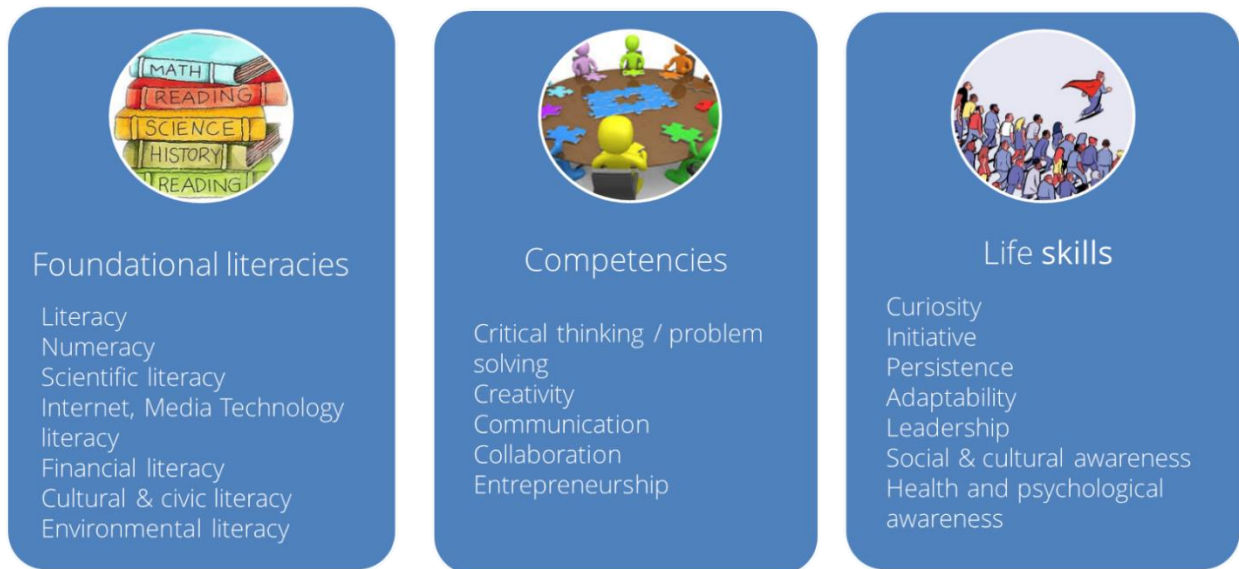 MATH
READING
SCIENCE
HISTORY
READING
Foundational literacies
Literacy
Numeracy
Scientific literacy
Internet, Media Technology
literacy
Financial literacy
Cultural & civic literacy
Environmental literacy
Competencies
Critical thinking / problem
solving
Creativity
Communication
Collaboration
Entrepreneurship
Life skills
Curiosity
Initiative
Persistence
Adaptability
Leadership
Social & cultural awareness
Health and psychological
awareness